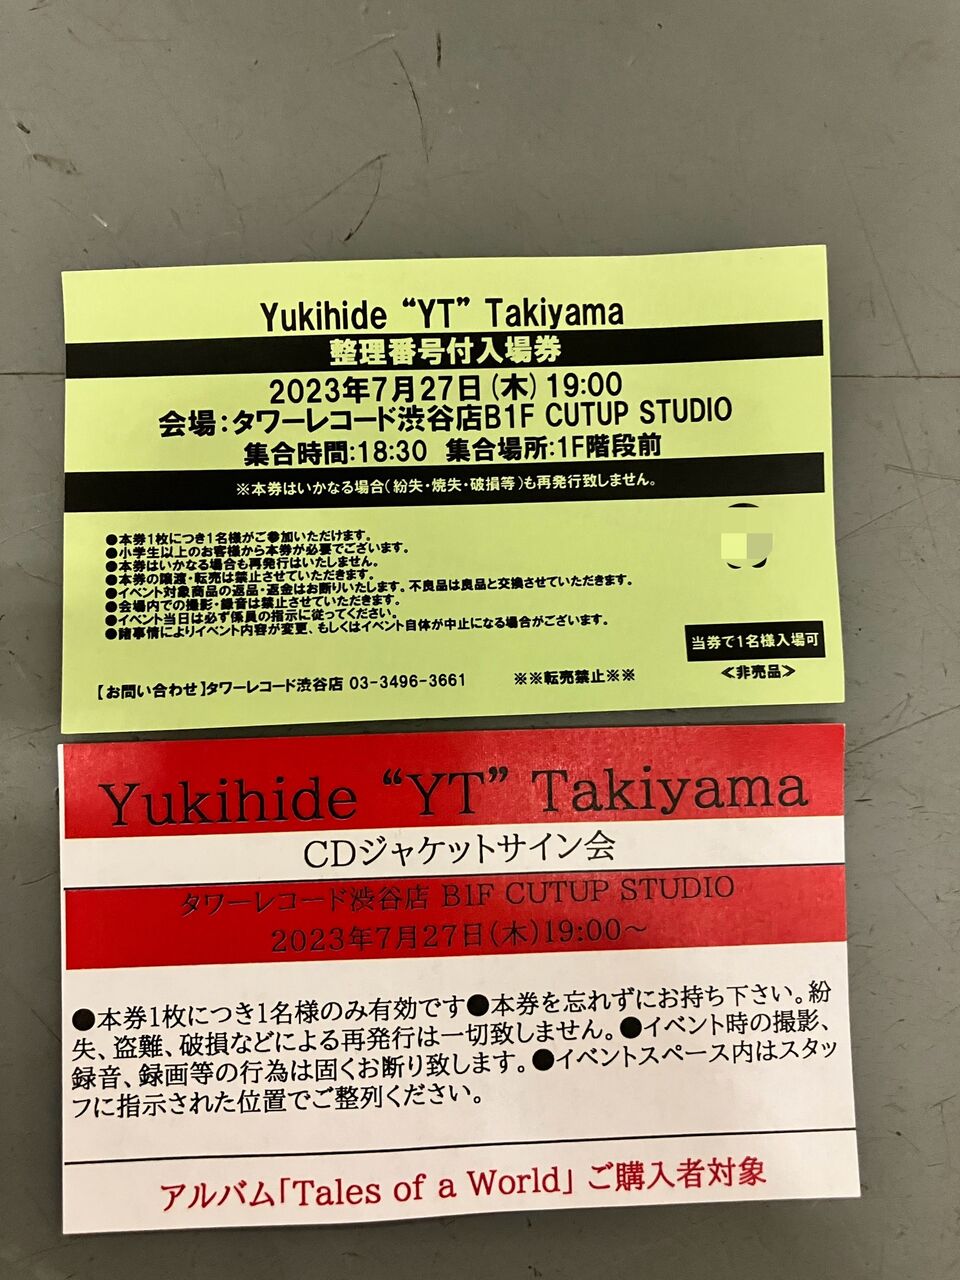 Yukihide “YT” Takiyama
整理番号付入場券
2023年7月27日(木)19:00
会場:タワーレコード渋谷店B1F CUTUP STUDIO
集合時間:18:30 集合場所:1F階段前
※本券はいかなる場合(紛失・焼失・破損等)も再発行致しません。
●本券1枚につき1名様がご参加いただけます。
●小学生以上のお客様から本券が必要でございます。
●本券はいかなる場合も再発行はいたしません。
●本券の譲渡・転売は禁止させていただきます。
●イベント対象商品の返品・返金はお断りいたします。不良品は良品と交換させていただきます。
●会場内での撮影・録音は禁止させていただきます。
●イベント当日は必ず係員の指示に従ってください。
●諸事情によりイベント内容が変更、もしくはイベント自体が中止になる場合がございます。
当券で1名様入場可
≪非売品≫
【お問い合わせ】タワーレコード渋谷店 03-3496-3661 ※※転売禁止※※
Yukihide “YT” Takiyama
CDジャケットサイン会
タワーレコード渋谷店 B1F CUTUP STUDIO
2023年7月27日(木)19:00～
●本券1枚につき1名様のみ有効です●本券を忘れずにお持ち下さい。紛
失、盗難、破損などによる再発行は一切致しません。●イベント時の撮影、
録音、録画等の行為は固くお断り致します。●イベントスペース内はスタッ
フに指示された位置でご整列ください。
アルバム「Tales of a World」ご購入者対象